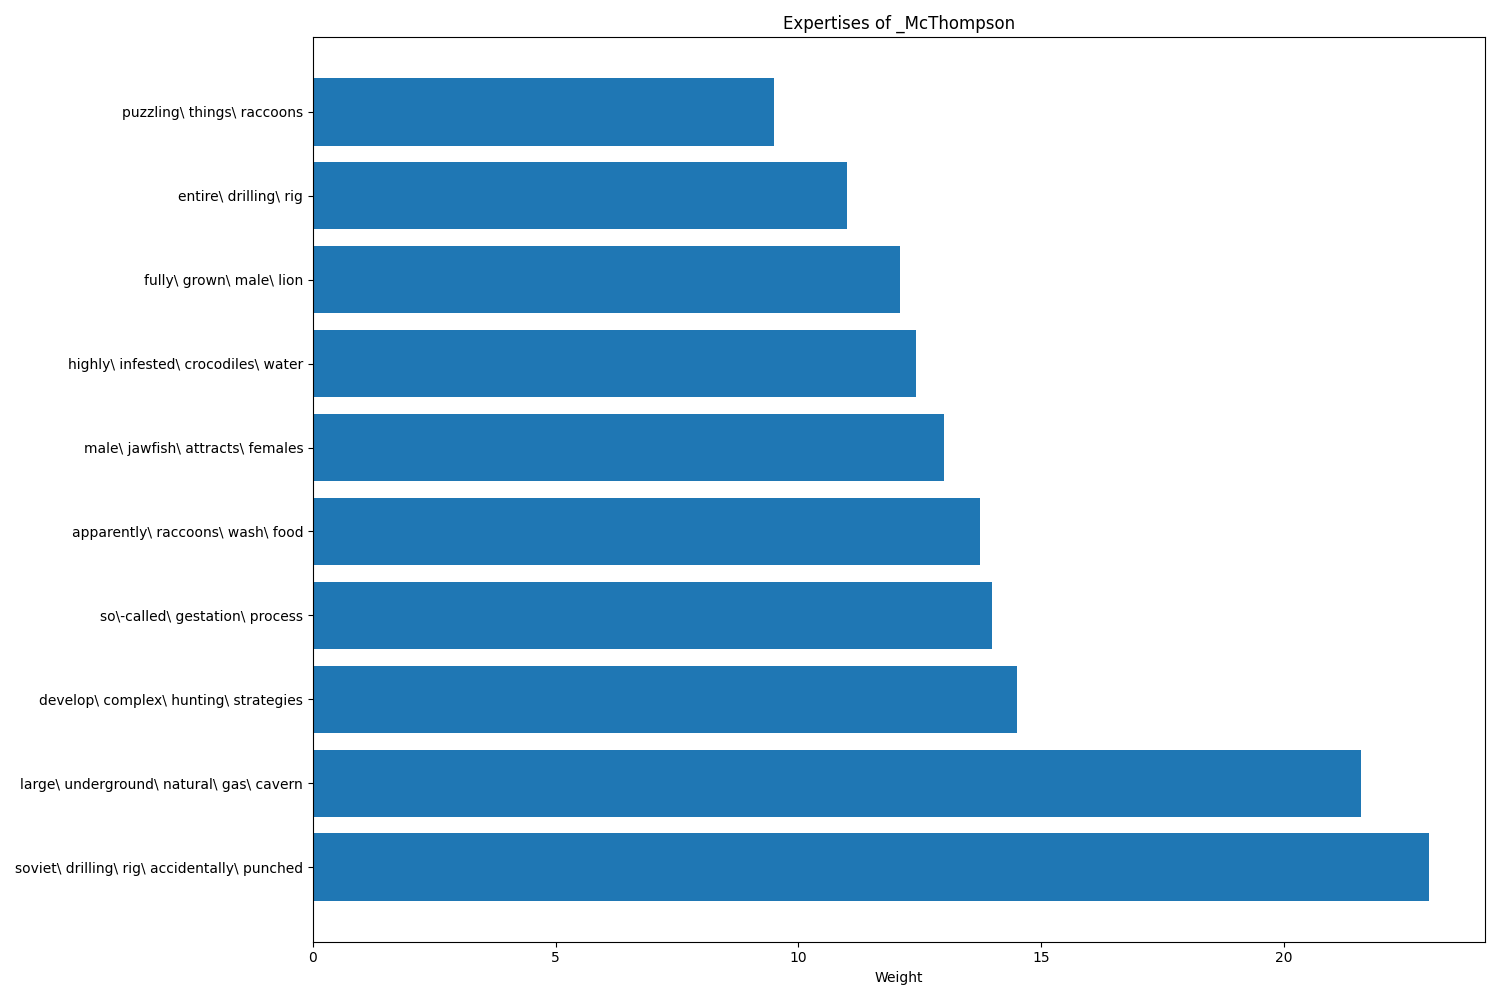 Expertises of _McThompson
puzzling\ things\ raccoons
entire\ drilling\ rig
fully\ grown\ male\ lion
highly\ infested\ crocodiles\ water
male\ jawfish\ attracts\ females
apparently\ raccoons\ wash\ food
so\-called\ gestation\ process
develop\ complex\ hunting\ strategies
large\ underground\ natural\ gas\ cavern
soviet\ drilling\ rig\ accidentally\ punched
0 5 10 15 20
Weight